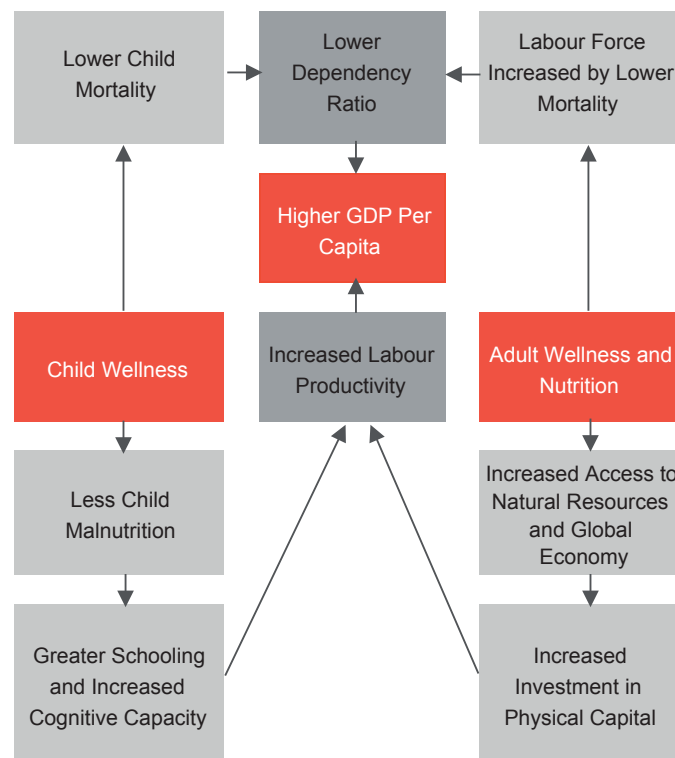 Lower Child
Mortality
Lower
Dependency
Ratio
Labour Force
Increased by Lower
Mortality
Higher GDP Per
Capita
Child Wellness
Increased Labour
Productivity
Adult Wellness and
Nutrition
Less Child
Malnutrition
Increased Access to
Natural Resources
and Global
Economy
Greater Schooling
and Increased
Cognitive Capacity
Increased
Investment in
Physical Capital